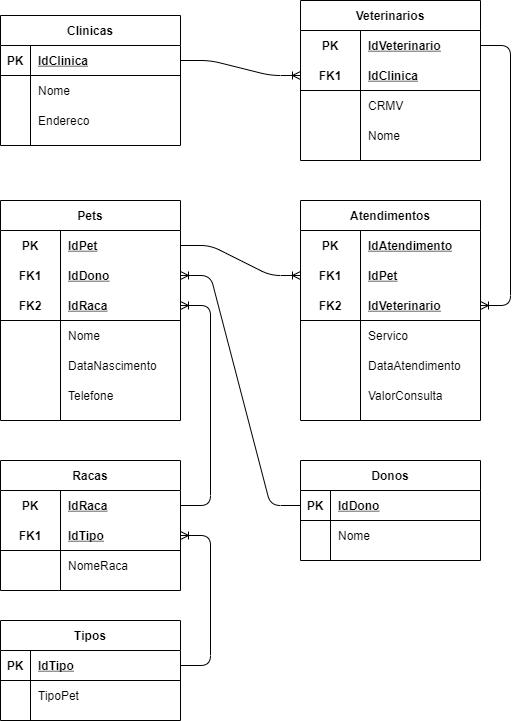 Clinicas
PK IdClinica
Nome
Endereco
Veterinarios
PK IdVeterinario
FK1 IdClinica
CRMV
Nome
Pets
PK IdPet
FK1 IdDono
FK2 IdRaca
Nome
DataNascimento
Telefone
Atendimentos
PK IdAtendimento
FK1 IdPet
FK2 IdVeterinario
Servico
DataAtendimento
ValorConsulta
Racas
PK IdRaca
FK1 IdTipo
NomeRaca
Donos
PK IdDono
Nome
Tipos
PK IdTipo
TipoPet